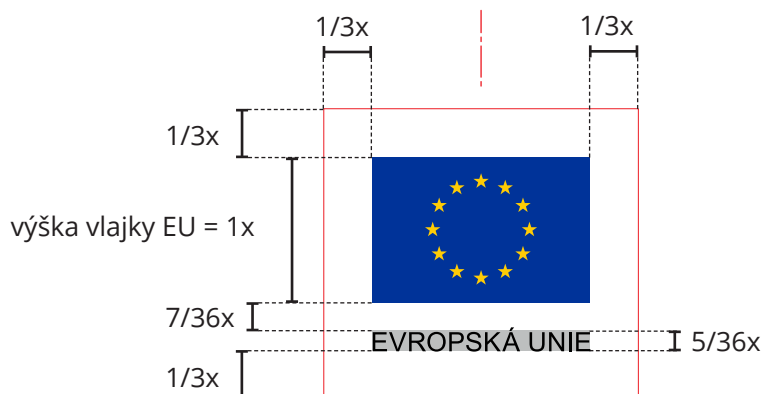 1/3x 1/3x
1/3x
výška vlajky EU = 1x
7/36x
EVROPSKÁ UNIE 5/36x
1/3x